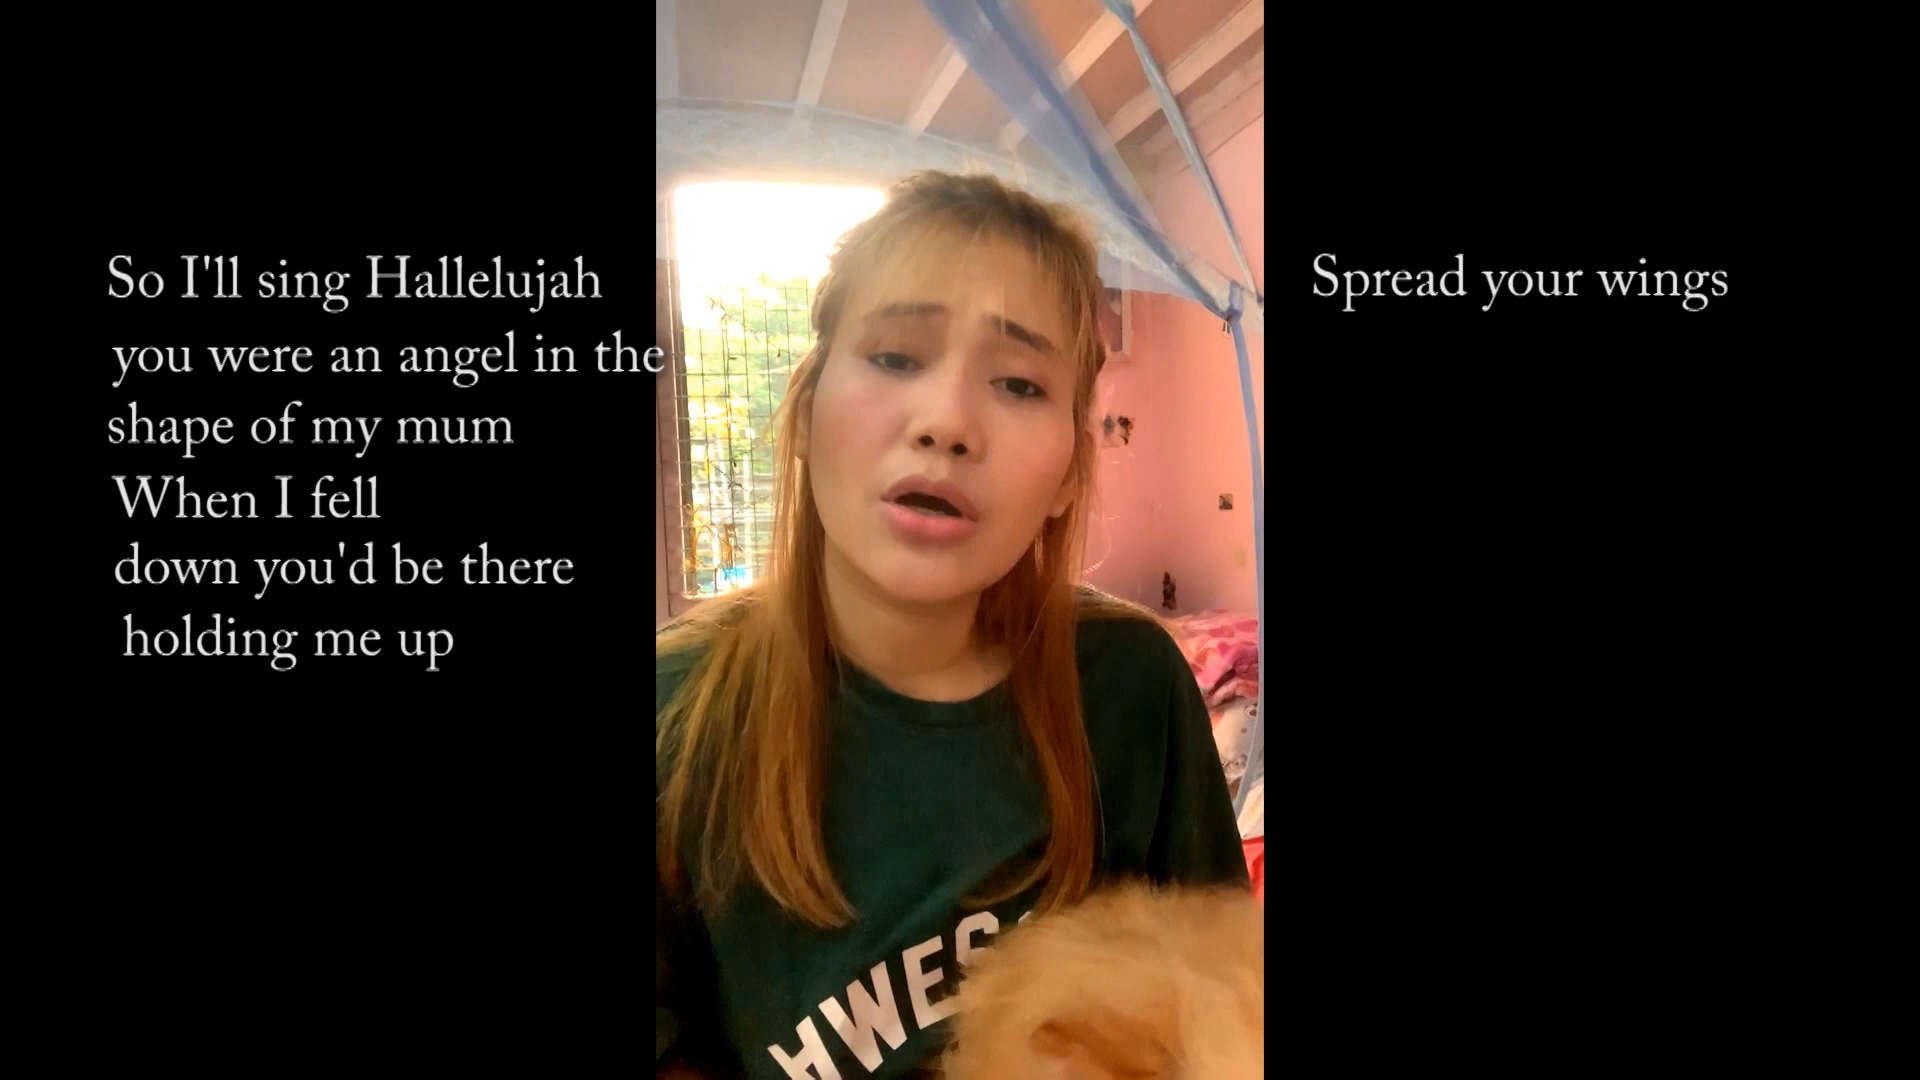 So I'll sing Hallelujah
you were an angel in the
shape of my mum
When I fell
down you'd be there
holding me up
Spread your wings